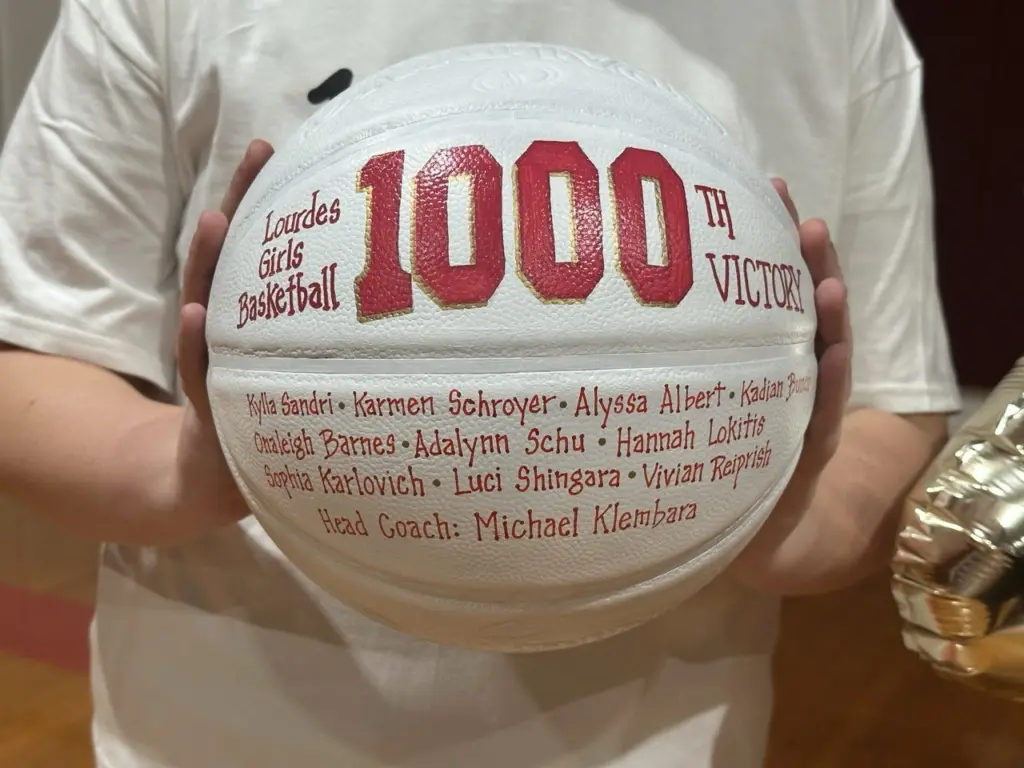 Lourdes
Girls
Basketball
1000
TH
VICTORY
Kylla Sandri • Karmen Schroyer • Alyssa Albert • Kadian
Onaleigh Barnes • Adalynn Schu • Hannah Lokitis
Sophia Karlovich • Luci Shingara • Vivian Reiprish
Head Coach: Michael Klembara